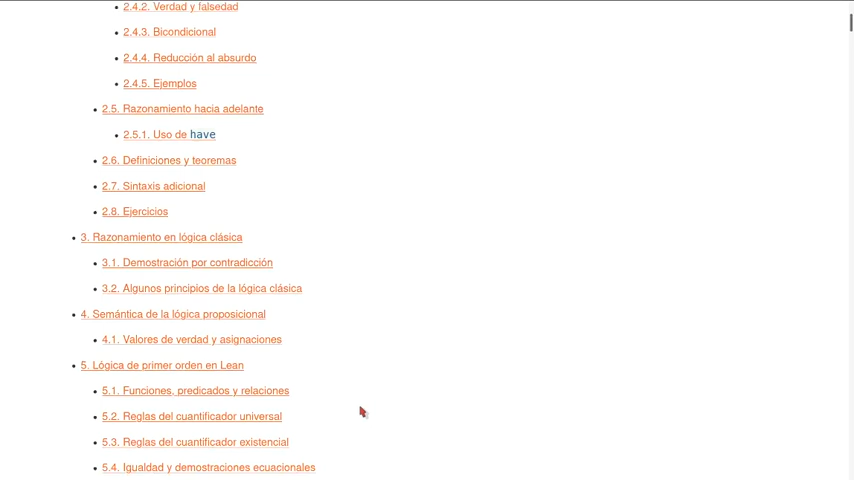 2.4.2. Verdad y falsedad
2.4.3. Bicondicional
2.4.4. Reducción al absurdo
2.4.5. Ejemplos
2.5. Razonamiento hacia adelante
2.5.1. Uso de have
2.6. Definiciones y teoremas
2.7. Sintaxis adicional
2.8. Ejercicios
3. Razonamiento en lógica clásica
3.1. Demostración por contradicción
3.2. Algunos principios de la lógica clásica
4. Semántica de la lógica proposicional
4.1. Valores de verdad y asignaciones
5. Lógica de primer orden en Lean
5.1. Funciones, predicados y relaciones
5.2. Reglas del cuantificador universal
5.3. Reglas del cuantificador existencial
5.4. Igualdad y demostraciones ecuacionales